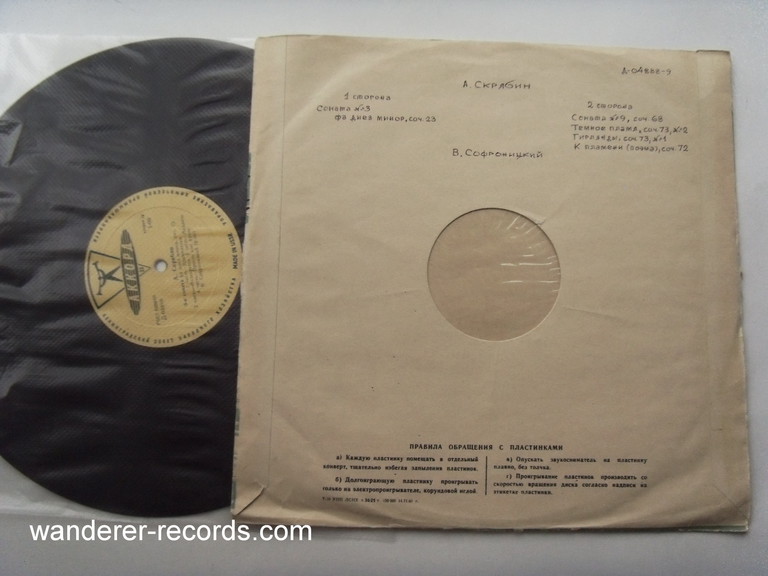 Д-04808-9
А. Скрябин
1 сторона
Соната №3
фа диез минор, соч. 23
2 сторона
Соната №9, соч 68
Темное пламя, соч. 73, №2
Гирлянды, соч. 73, №1
К пламени (поэма), соч. 72
В. Софроницкий
АККОРД
MADE IN USSR
А. Скрябин
ПРАВИЛА ОБРАЩЕНИЯ С ПЛАСТИНКАМИ
а) Каждую пластинку помещать в отдельный
конверт, тщательно избегая запыления пластинок.
б) Долгоиграющую пластинку проигрывать
только на электропроигрывателе, корундовой иглой.
в) Опускать звукосниматель на пластинку
плавно, без толчка.
г) Проигрывание пластинок производить со
скоростью вращения диска согласно надписи на
этикетке пластинки.
wanderer-records.com